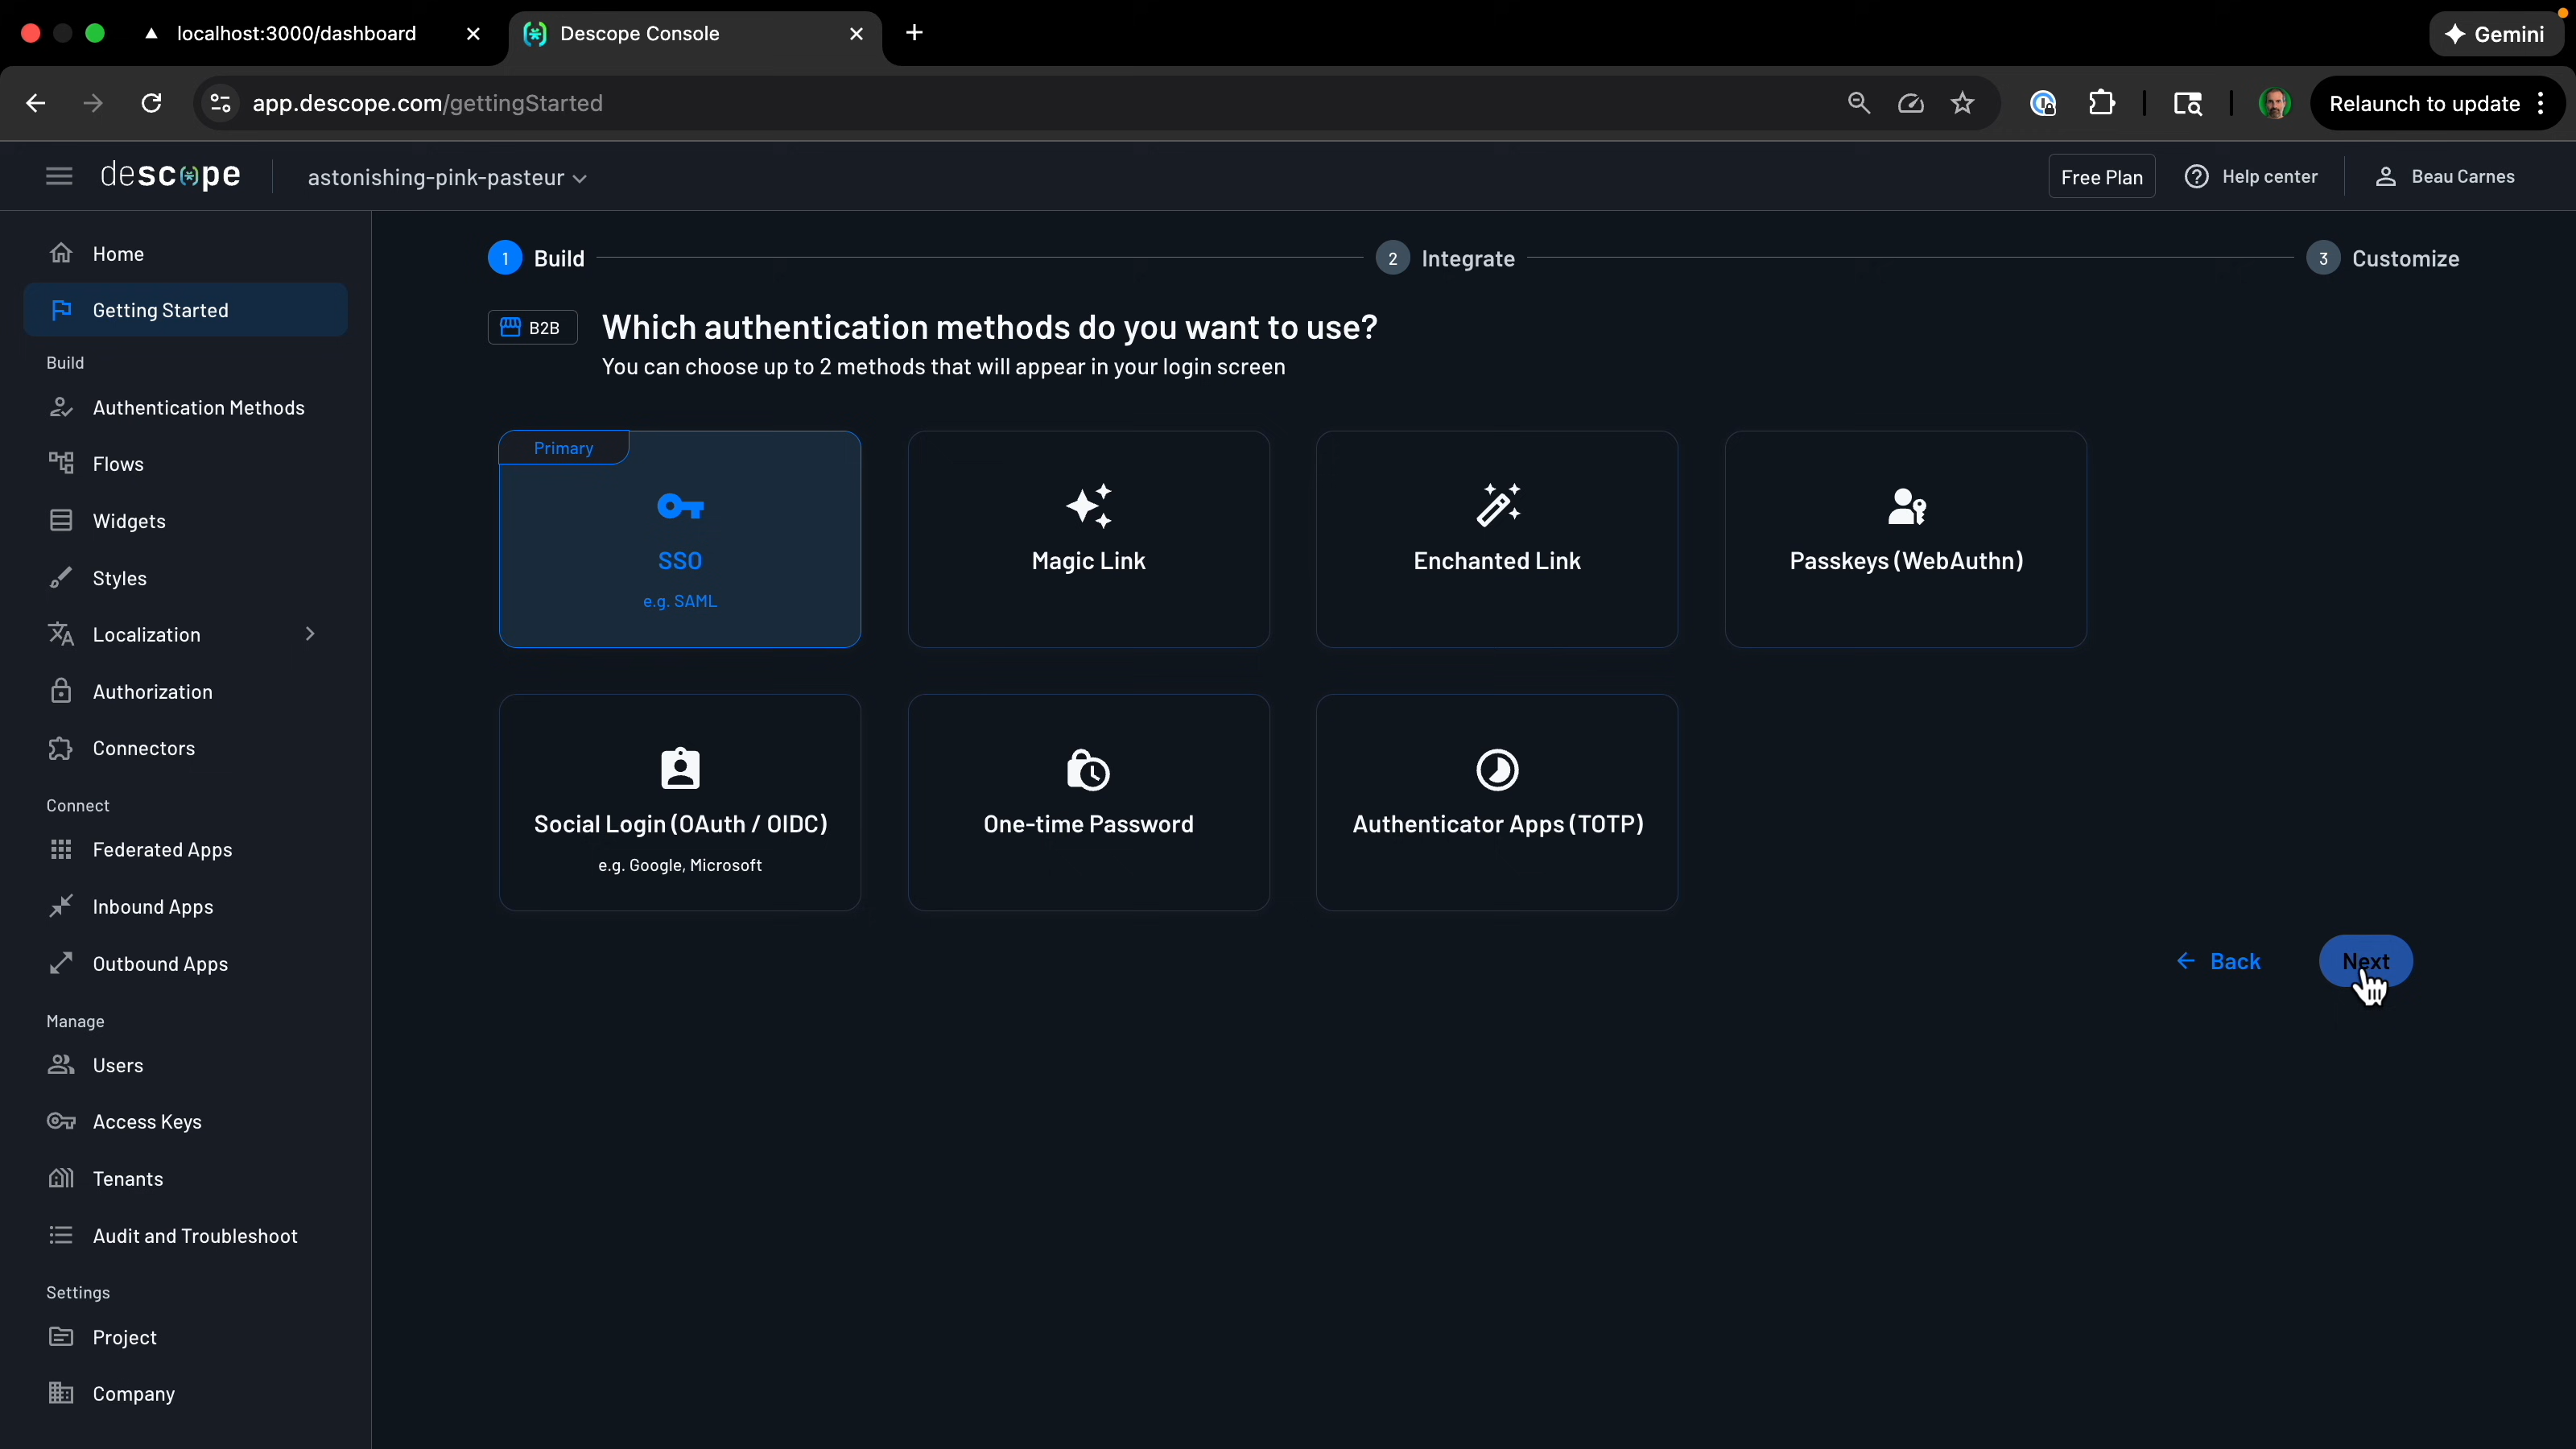 localhost:3000/dashboard
Descope Console
Gemini
app.descope.com/gettingStarted
Relaunch to update
descope
astonishing-pink-pasteur
Free Plan
Help center
Beau Carnes
Home
Getting Started
Build
Authentication Methods
Flows
Widgets
Styles
Localization
Authorization
Connectors
Connect
Federated Apps
Inbound Apps
Outbound Apps
Manage
Users
Access Keys
Tenants
Audit and Troubleshoot
Settings
Project
Company
1 Build
2 Integrate
3 Customize
B2B
Which authentication methods do you want to use?
You can choose up to 2 methods that will appear in your login screen
Primary
SSO
e.g. SAML
Magic Link
Enchanted Link
Passkeys (WebAuthn)
Social Login (OAuth / OIDC)
e.g. Google, Microsoft
One-time Password
Authenticator Apps (TOTP)
Back
Next